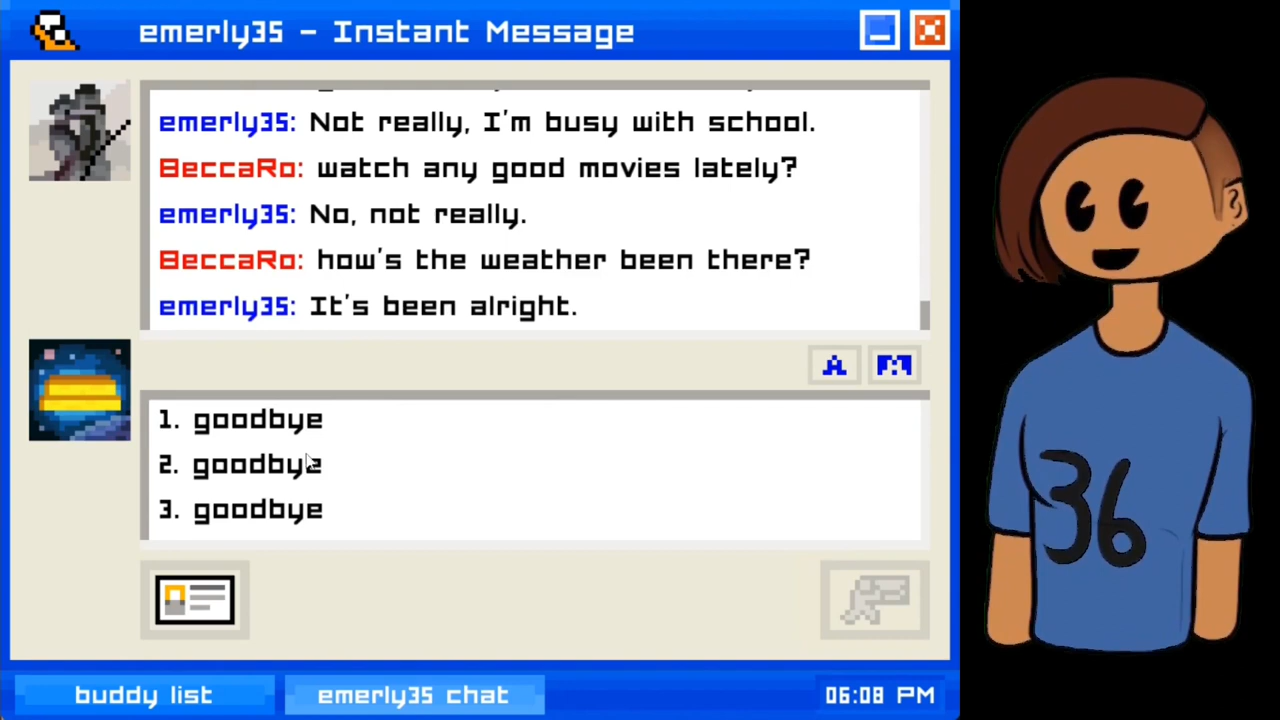 emerly35 - Instant Message
emerly35: Not really, I'm busy with school.
BeccaRo: watch any good movies lately?
emerly35: No, not really.
BeccaRo: how's the weather been there?
emerly35: It's been alright.
A M
1. goodbye
2. goodbye
3. goodbye
36
buddy list emerly35 chat 06:08 PM